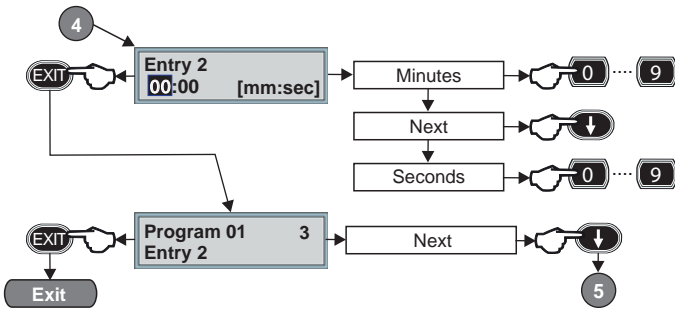 4
Entry 2
00:00 [mm:sec]
EXIT
Minutes
0 .... 9
Next
Seconds
0 .... 9
Program 01 3
Entry 2
EXIT
Next
Exit
5